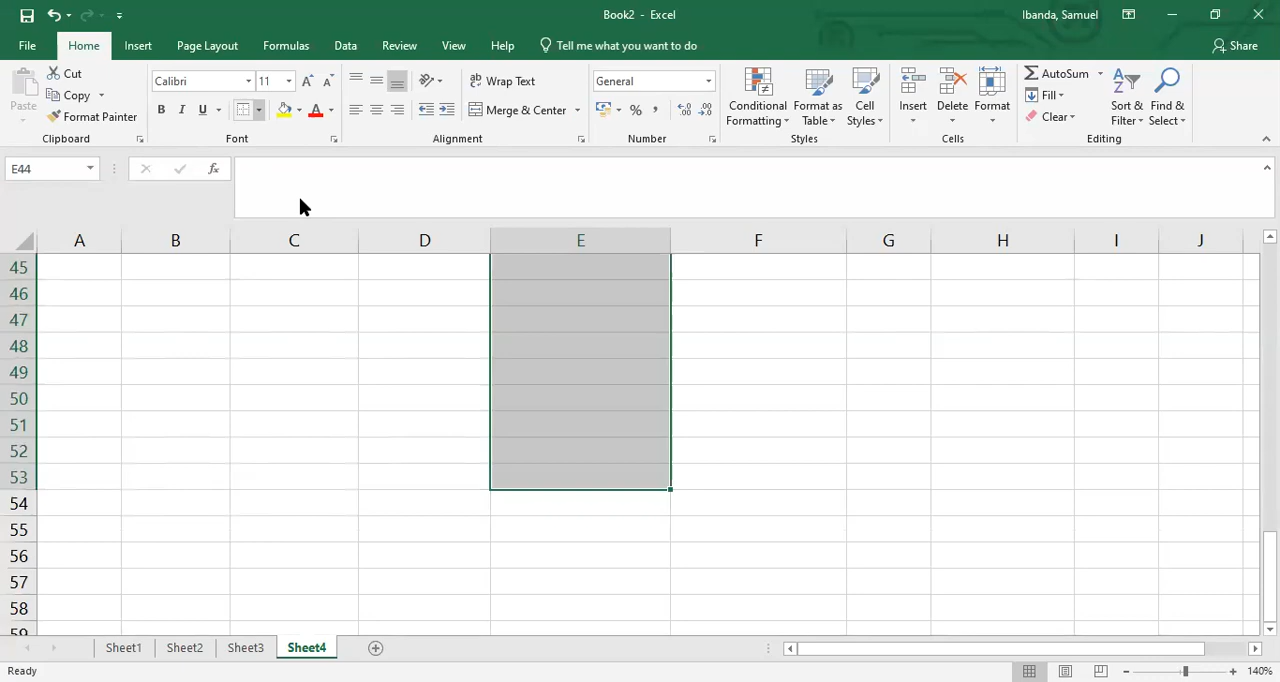 Book2 - Excel
Ibanda, Samuel
File Home Insert Page Layout Formulas Data Review View Help Tell me what you want to do Share
Paste Cut Copy Format Painter
Clipboard
Calibri 11
B I U A
Font
Wrap Text
Merge & Center
Alignment
General
%
Number
Conditional Formatting
Format as Table
Cell Styles
Styles
Insert Delete Format
Cells
AutoSum
Fill
Clear
Sort & Filter
Find & Select
Editing
E44 fx
A B C D E F G H I J
45
46
47
48
49
50
51
52
53
54
55
56
57
58
59
Sheet1 Sheet2 Sheet3 Sheet4
Ready 140%